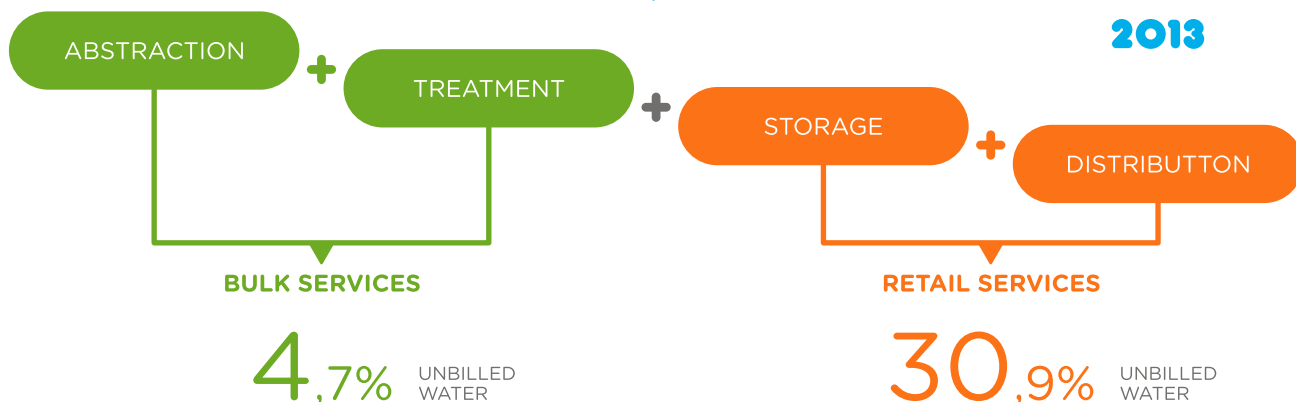 2013
ABSTRACTION
+
TREATMENT
+
STORAGE
+
DISTRIBUTTON
BULK SERVICES
RETAIL SERVICES
4,7% UNBILLED
WATER
30,9% UNBILLED
WATER